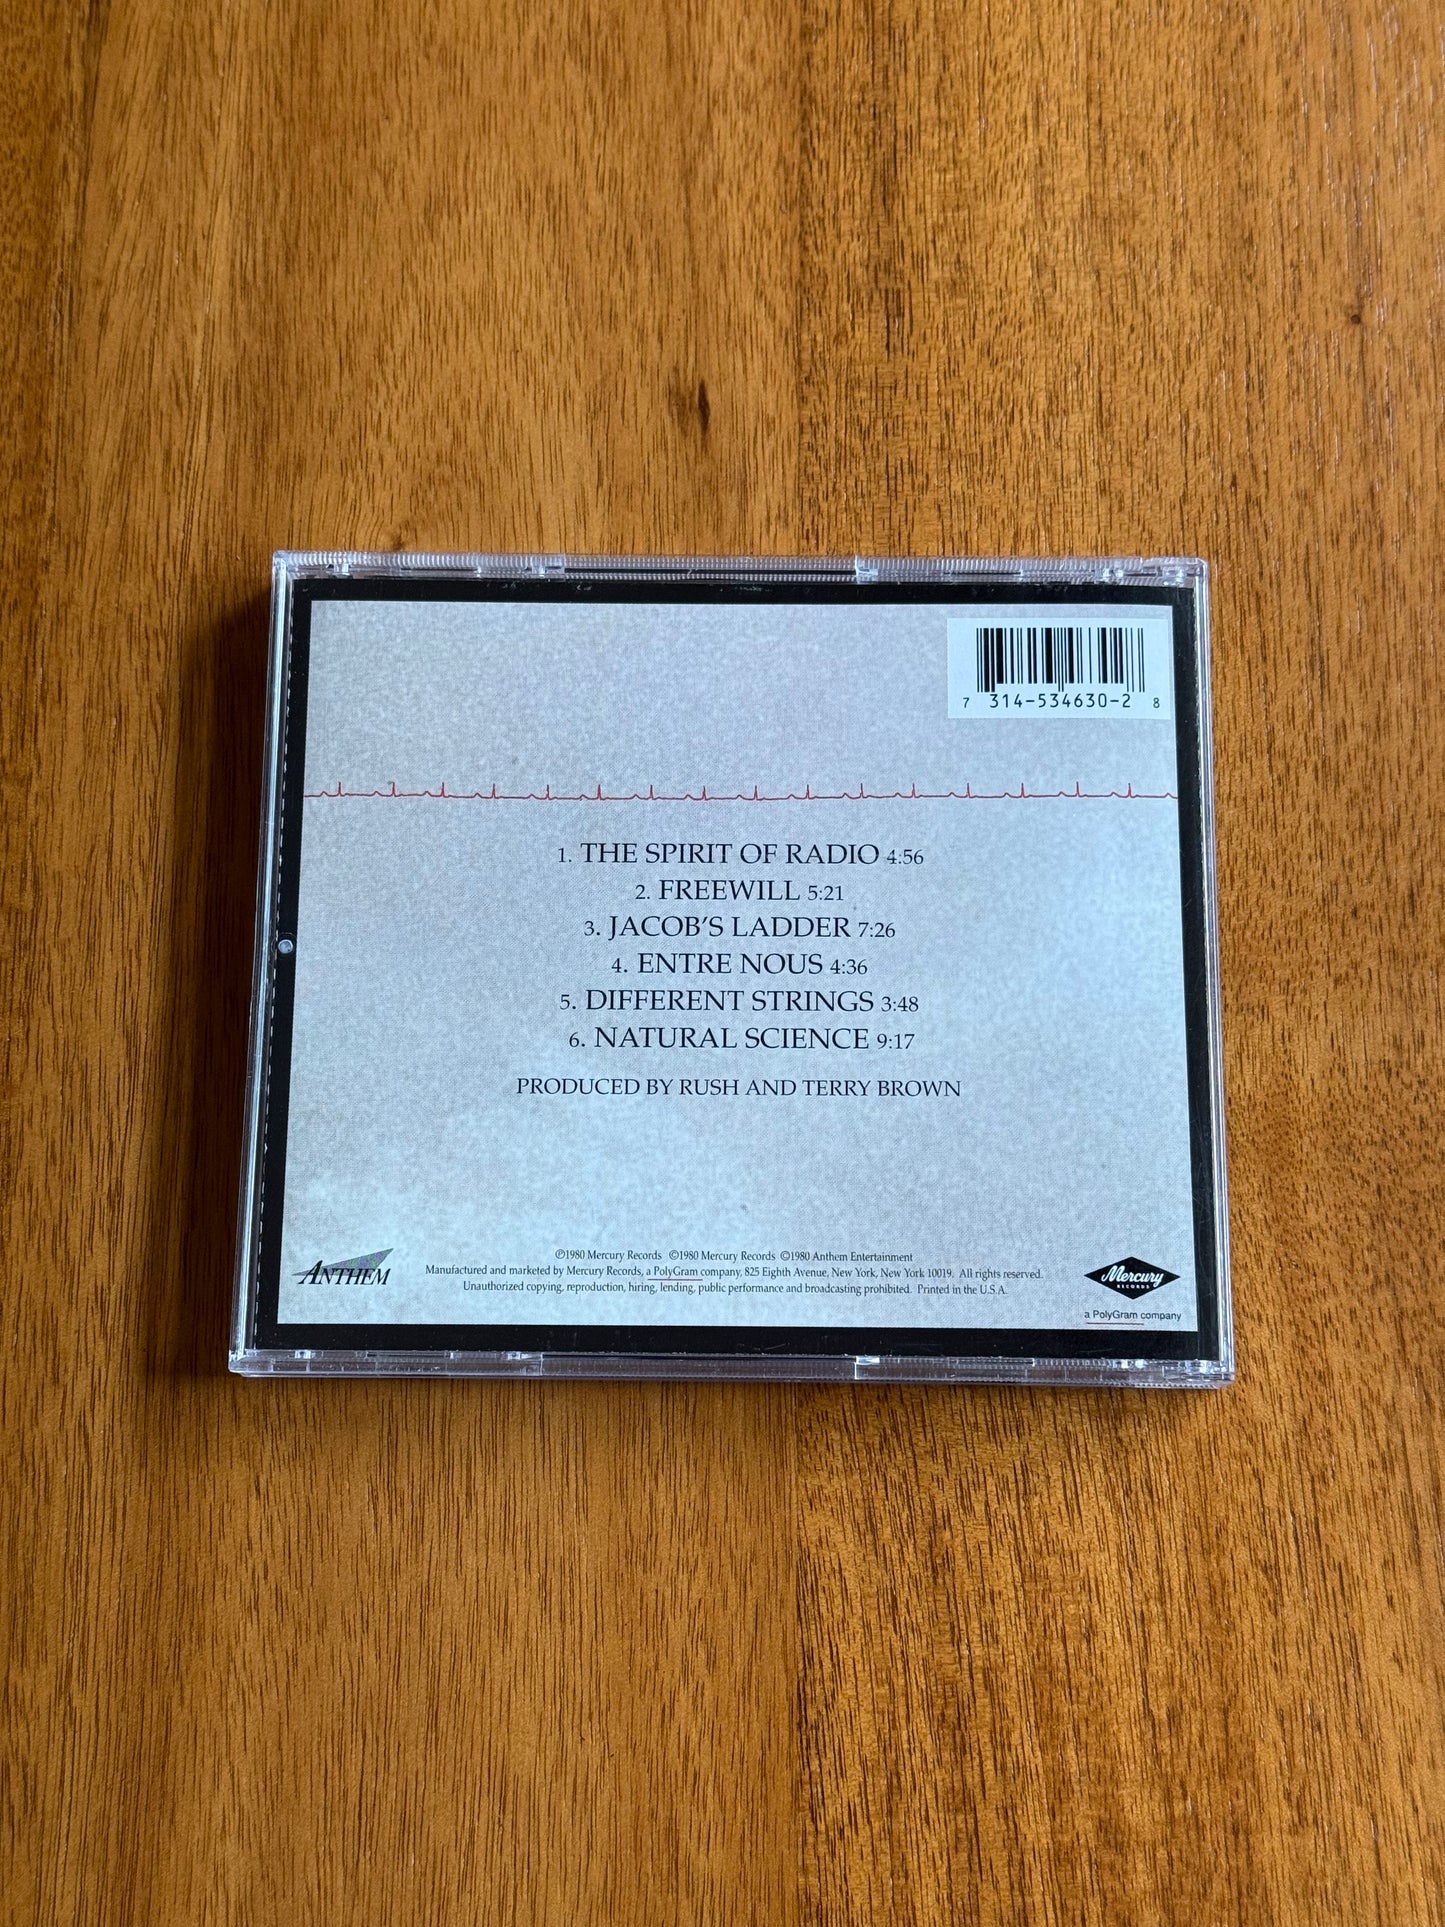 7 314-534630-2 8
1. THE SPIRIT OF RADIO 4:56
2. FREEWILL 5:21
3. JACOB'S LADDER 7:26
4. ENTRE NOUS 4:36
5. DIFFERENT STRINGS 3:48
6. NATURAL SCIENCE 9:17
PRODUCED BY RUSH AND TERRY BROWN
ANTHEM
℗1980 Mercury Records ©1980 Mercury Records ©1980 Anthem Entertainment
Manufactured and marketed by Mercury Records, a PolyGram company, 825 Eighth Avenue, New York, New York 10019. All rights reserved.
Unauthorized copying, reproduction, hiring, lending, public performance and broadcasting prohibited. Printed in the U.S.A.
Mercury
RECORDS
a PolyGram company